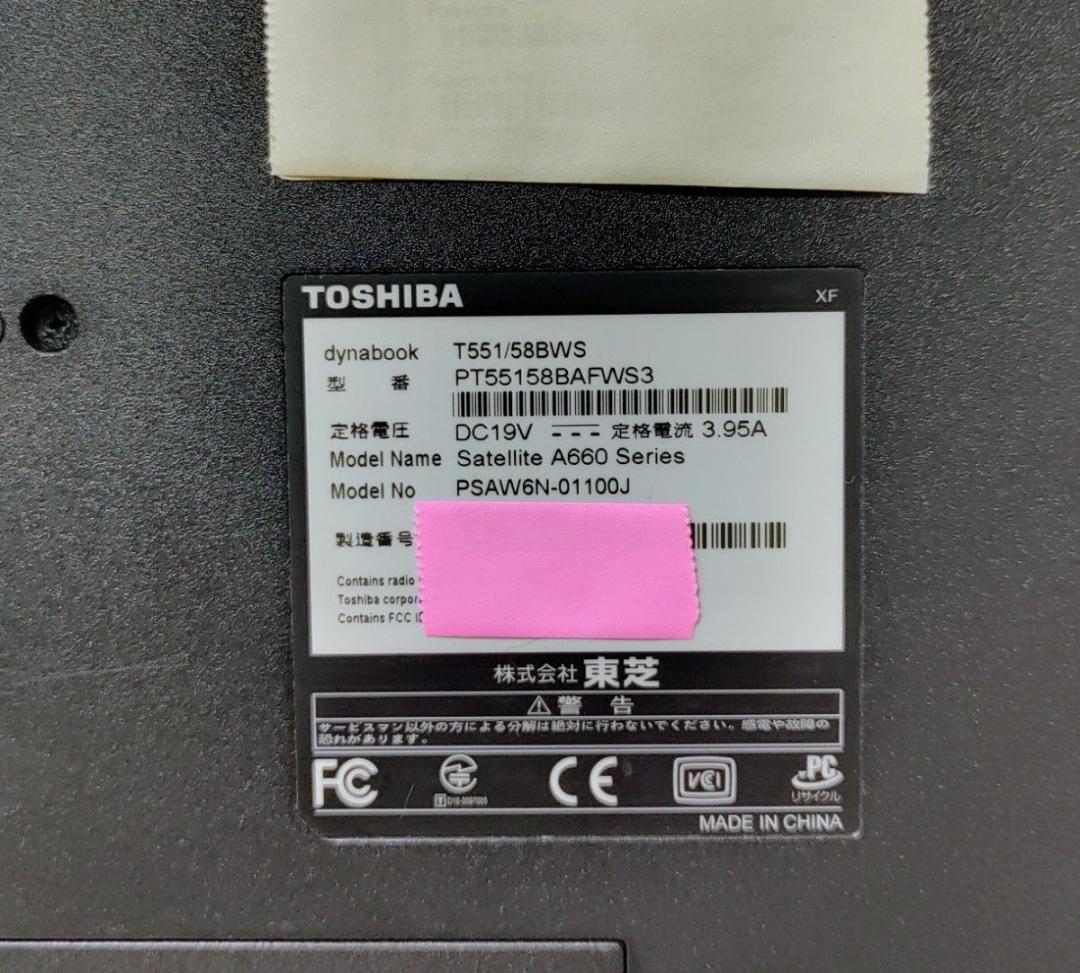 TOSHIBA XF
dynabook T551/58BWS
型 番 PT55158BAFWS3
定格電圧 DC19V 定格電流 3.95A
Model Name Satellite A660 Series
Model No PSAW6N-01100J
製造番号
Contains radio
Toshiba corpor
Contains FCC I
株式会社 東芝
⚠ 警 告
サービスマン以外の方による分解は絶対に行わないでください。感電や故障の
恐れがあります。
FC T D10-0097005 CE VCI PC
リサイクル
MADE IN CHINA